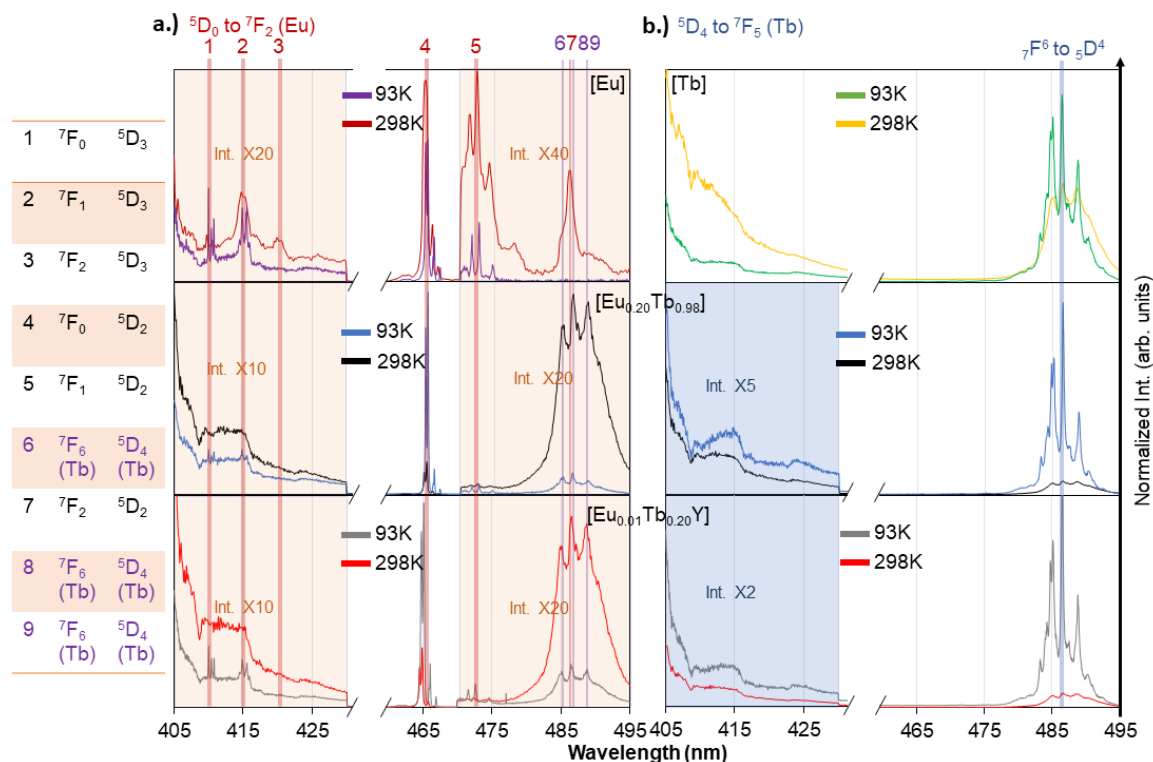 a.) ⁵D₀ to ⁷F₂ (Eu)
b.) ⁵D₄ to ⁷F₅ (Tb)
1 2 3 4 5 6 7 8 9
₇F⁶ to ₅D⁴
[Eu]
93K
298K
Int. X20
Int. X40
[Tb]
93K
298K
1 ⁷F₀ ⁵D₃
2 ⁷F₁ ⁵D₃
3 ⁷F₂ ⁵D₃
4 ⁷F₀ ⁵D₂
5 ⁷F₁ ⁵D₂
6 ⁷F₆ (Tb) ⁵D₄ (Tb)
7 ⁷F₂ ⁵D₂
8 ⁷F₆ (Tb) ⁵D₄ (Tb)
9 ⁷F₆ (Tb) ⁵D₄ (Tb)
[Eu₀.₂₀Tb₀.₉₈]
93K
298K
Int. X10
Int. X20
93K
298K
Int. X5
[Eu₀.₀₁Tb₀.₂₀Y]
93K
298K
Int. X10
Int. X20
93K
298K
Int. X2
405 415 425 465 475 485 495
405 415 425 465 475 485 495
Wavelength (nm)
Normalized Int. (arb. units)